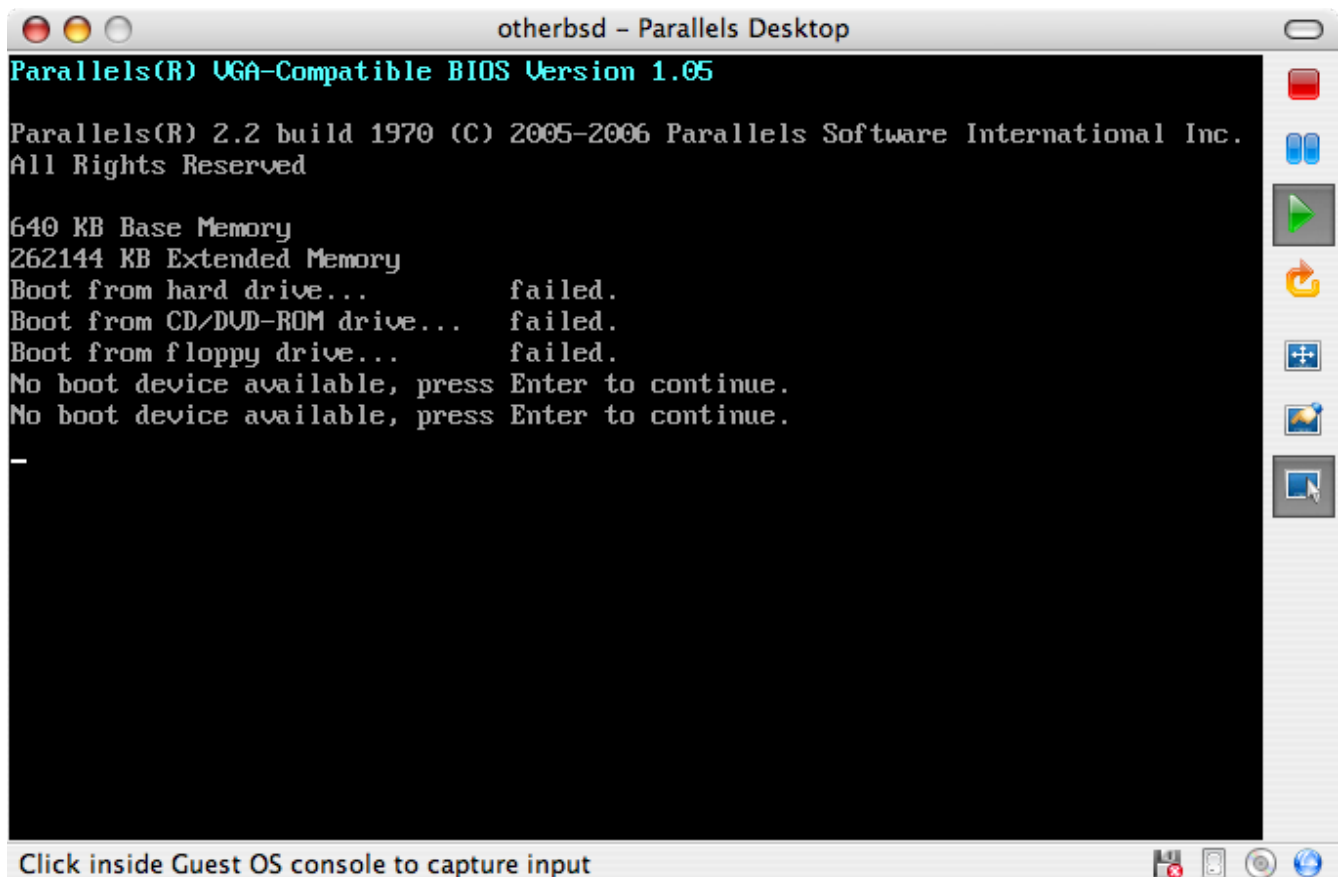 otherbsd – Parallels Desktop
Parallels(R) VGA-Compatible BIOS Version 1.05
Parallels(R) 2.2 build 1970 (C) 2005-2006 Parallels Software International Inc.
All Rights Reserved
640 KB Base Memory
262144 KB Extended Memory
Boot from hard drive... failed.
Boot from CD/DVD-ROM drive... failed.
Boot from floppy drive... failed.
No boot device available, press Enter to continue.
No boot device available, press Enter to continue.
Click inside Guest OS console to capture input